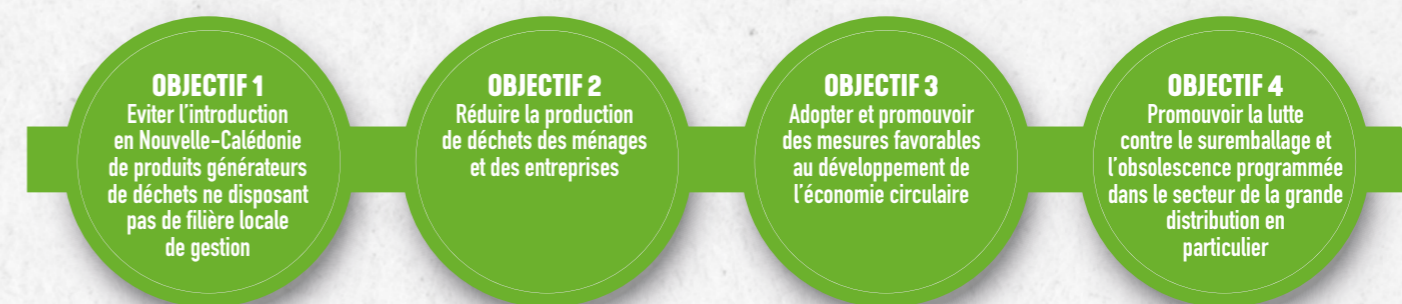 OBJECTIF 1
Eviter l'introduction
en Nouvelle-Calédonie
de produits générateurs
de déchets ne disposant
pas de filière locale
de gestion
OBJECTIF 2
Réduire la production
de déchets des ménages
et des entreprises
OBJECTIF 3
Adopter et promouvoir
des mesures favorables
au développement de
l'économie circulaire
OBJECTIF 4
Promouvoir la lutte
contre le suremballage et
l'obsolescence programmée
dans le secteur de la grande
distribution en
particulier